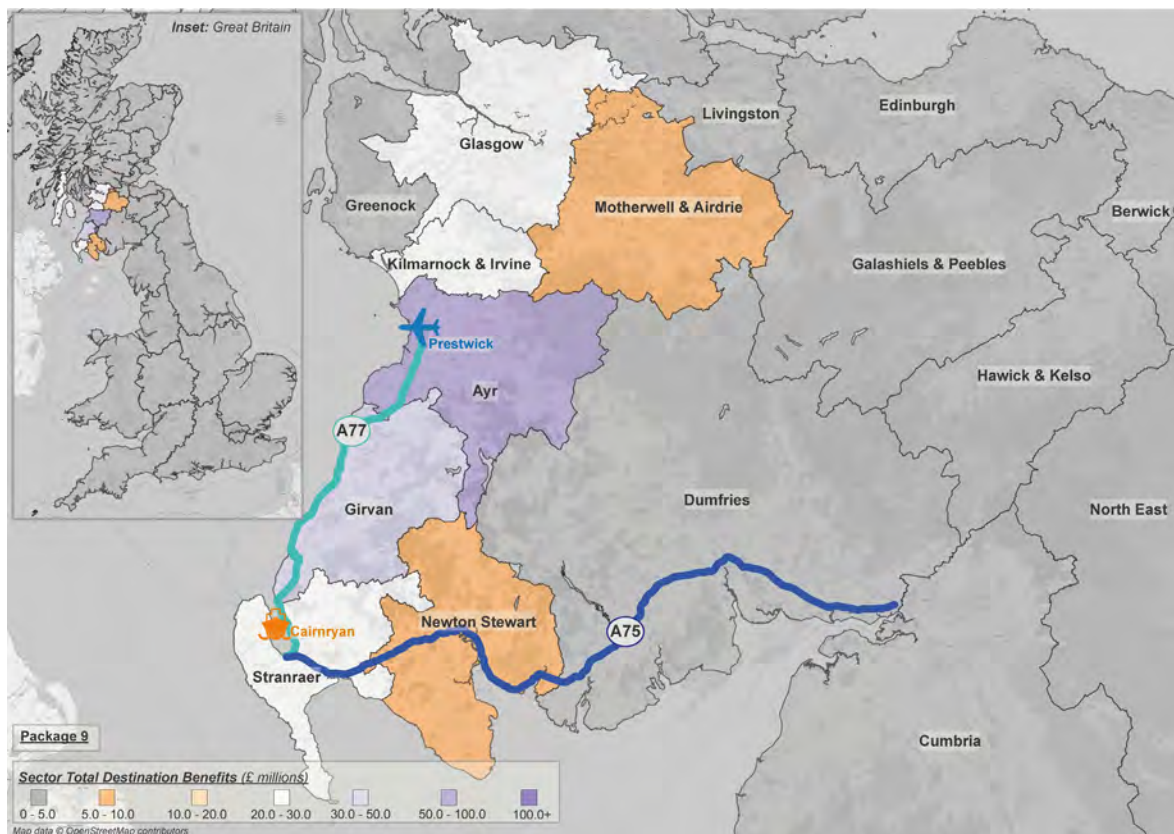 Inset: Great Britain
Livingston
Edinburgh
Glasgow
Greenock
Motherwell & Airdrie
Berwick
Kilmarnock & Irvine
Galashiels & Peebles
Prestwick
Hawick & Kelso
Ayr
A77
Girvan
Dumfries
North East
Cairnryan
Newton Stewart
A75
Stranraer
Package 9
Cumbria
Sector Total Destination Benefits (£ millions)
0 - 5.0 5.0 - 10.0 10.0 - 20.0 20.0 - 30.0 30.0 - 50.0 50.0 - 100.0 100.0+
Map data © OpenStreetMap contributors